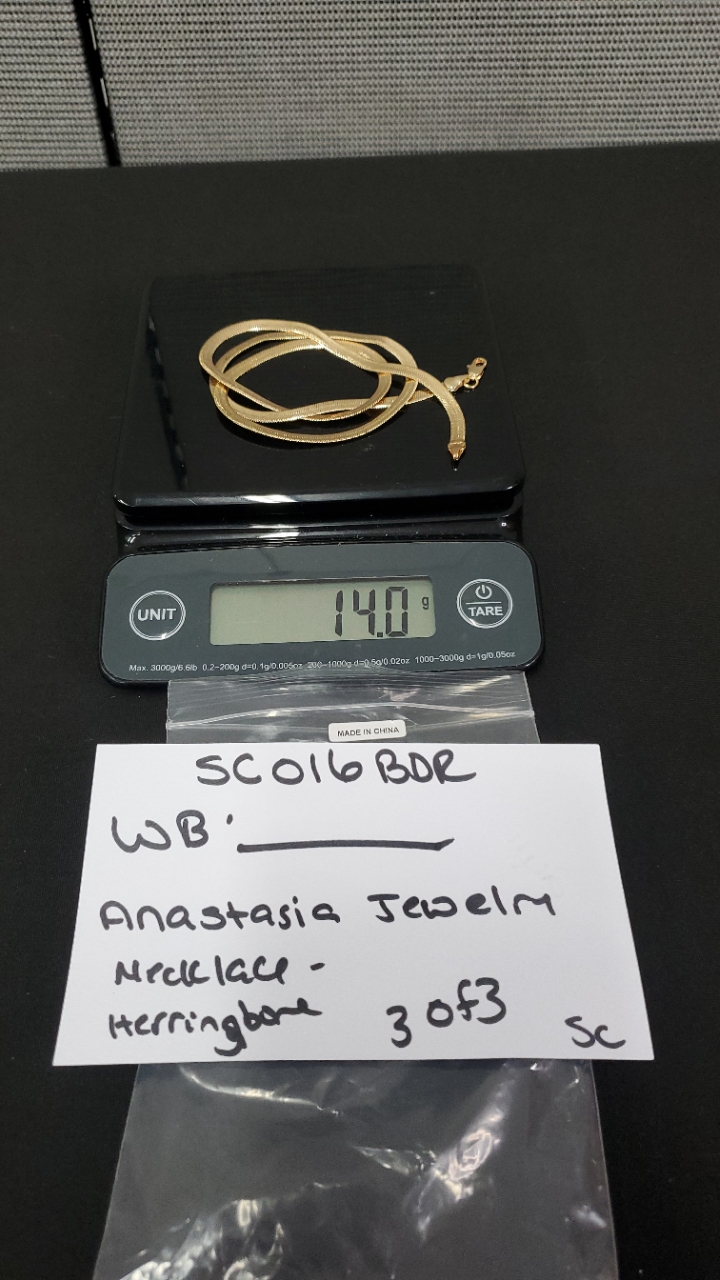 14.0 g
UNIT
TARE
Max. 3000g/6.6lb 0.2~200g d=0.1g/0.005oz 200~1000g d=0.5g/0.02oz 1000~3000g d=1g/0.05oz
MADE IN CHINA
SC016BDR
WB: ________
Anastasia Jewelry
Necklace -
Herringbone 3 of 3 SC